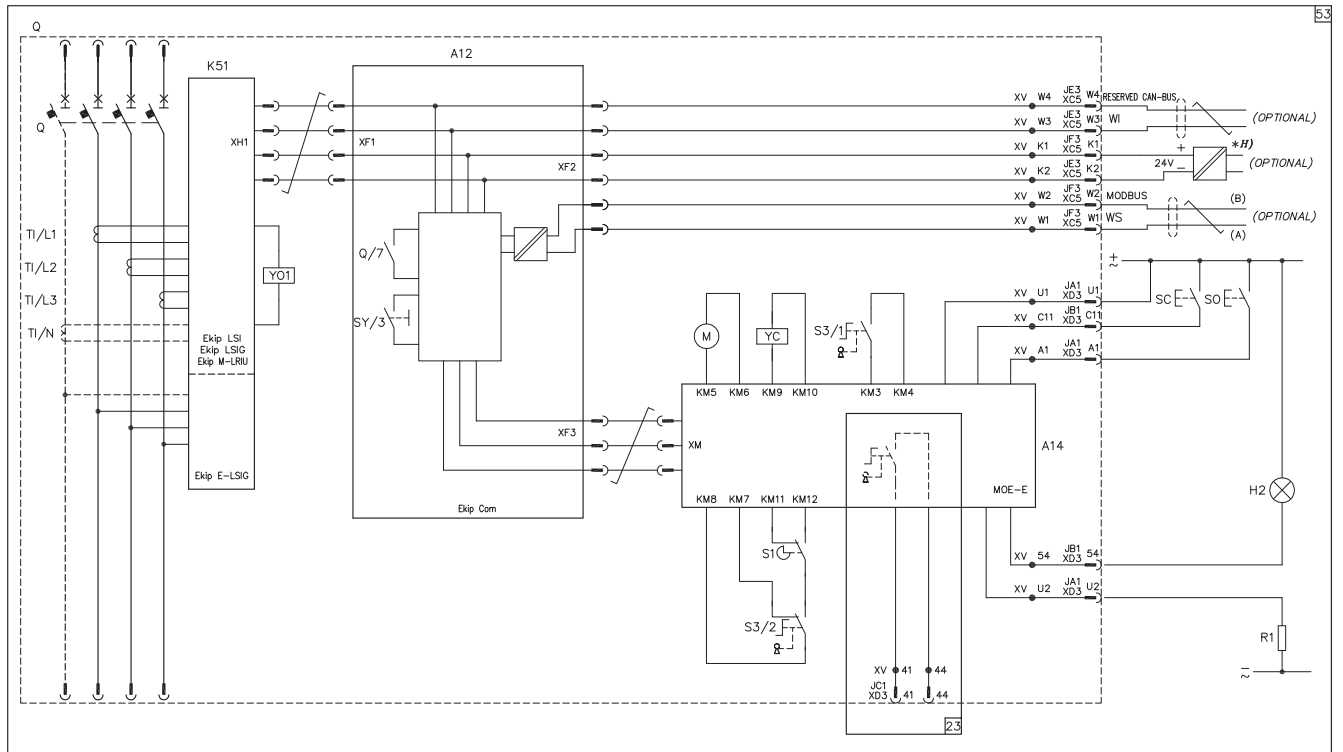 53
Q
K51
A12
Q
XH1
XF1
XF2
XV W4 JE3 XC5 W4 RESERVED CAN-BUS
XV W3 JE3 XC5 W3 WI
(OPTIONAL)
XV K1 JF3 XC5 K1 + *H)
XV K2 JE3 XC5 K2 24V −
(OPTIONAL)
XV W2 JF3 XC5 W2 MODBUS (B)
XV W1 JF3 XC5 W1 WS (A)
(OPTIONAL)
TI/L1
TI/L2
TI/L3
TI/N
YO1
Q/7
SY/3
Ekip LSI
Ekip LSIG
Ekip M-LRIU
Ekip E-LSIG
Ekip Com
+
~
XV U1 JA1 XD3 U1
XV C11 JB1 XD3 C11
XV A1 JA1 XD3 A1
SC
SO
M
YC
S3/1
KM5 KM6 KM9 KM10 KM3 KM4
XF3
XM
A14
MOE-E
KM8 KM7 KM11 KM12
H2
S1
S3/2
XV 54 JB1 XD3 54
XV U2 JA1 XD3 U2
R1
XV 41 44
JC1
XD3 41 44
−
~
23